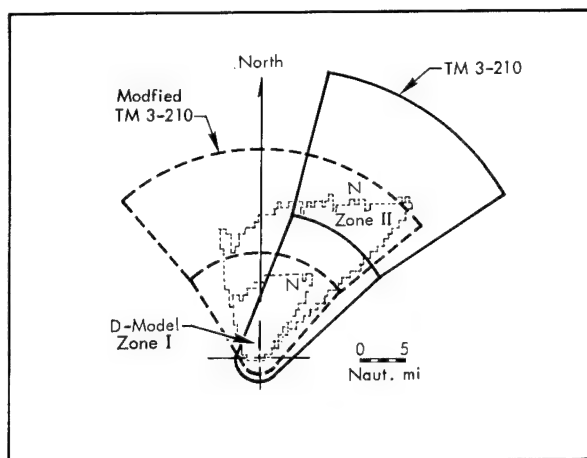 North
TM 3-210
Modfied
TM 3-210
N
Zone II
N
D-Model
Zone I
0 5
Naut. mi